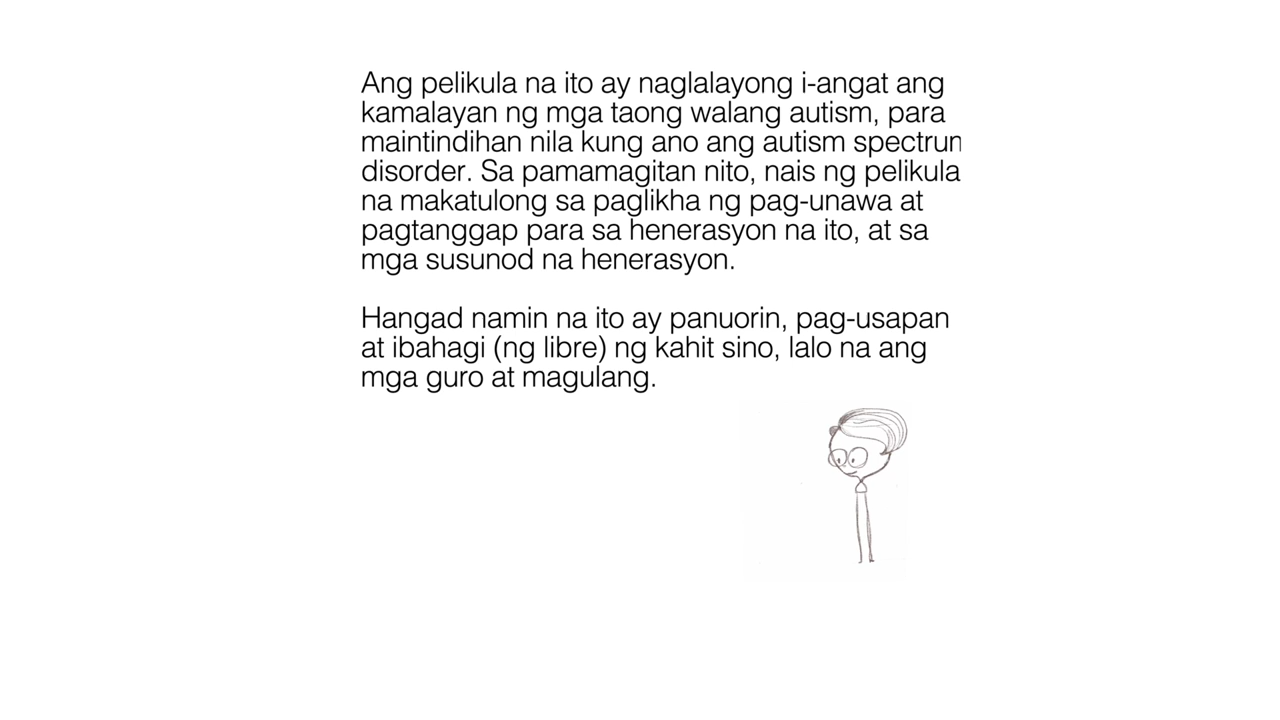 Ang pelikula na ito ay naglalayong i-angat ang
kamalayan ng mga taong walang autism, para
maintindihan nila kung ano ang autism spectrum
disorder. Sa pamamagitan nito, nais ng pelikula
na makatulong sa paglikha ng pag-unawa at
pagtanggap para sa henerasyon na ito, at sa
mga susunod na henerasyon.
Hangad namin na ito ay panuorin, pag-usapan
at ibahagi (ng libre) ng kahit sino, lalo na ang
mga guro at magulang.